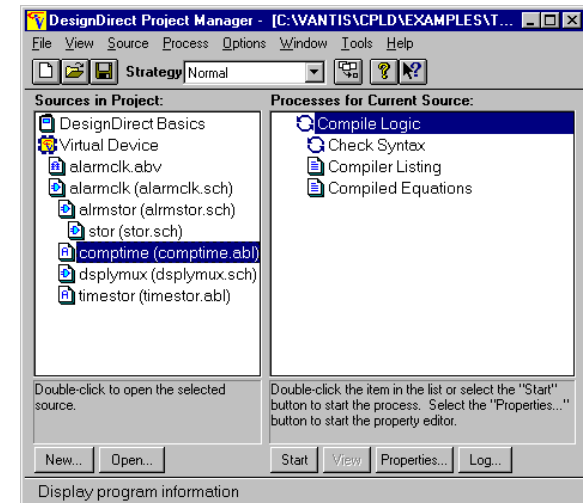 DesignDirect Project Manager - [C:\VANTIS\CPLD\EXAMPLES\T...
File View Source Process Options Window Tools Help
Strategy Normal
Sources in Project:
DesignDirect Basics
Virtual Device
alarmclk.abv
alarmclk (alarmclk.sch)
alrmstor (alrmstor.sch)
stor (stor.sch)
comptime (comptime.abl)
dsplymux (dsplymux.sch)
timestor (timestor.abl)
Double-click to open the selected
source.
New... Open...
Processes for Current Source:
Compile Logic
Check Syntax
Compiler Listing
Compiled Equations
Double-click the item in the list or select the "Start"
button to start the process. Select the "Properties..."
button to start the property editor.
Start View Properties... Log...
Display program information